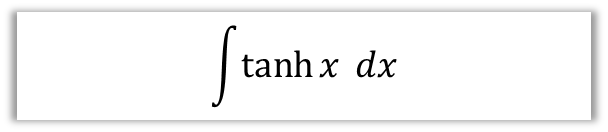 ∫ tanh x dx